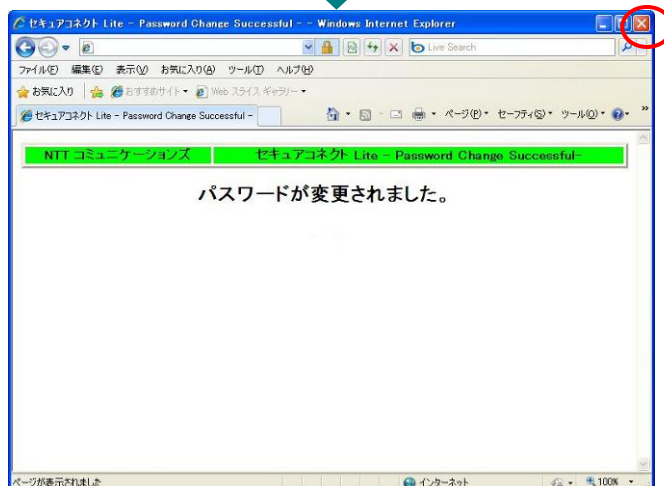 セキュアコネクト Lite - Password Change Successful - - Windows Internet Explorer
Live Search
ファイル(F) 編集(E) 表示(V) お気に入り(A) ツール(T) ヘルプ(H)
お気に入り おすすめサイト Web スライス ギャラリー
セキュアコネクト Lite - Password Change Successful - ページ(P) セーフティ(S) ツール(O) »
NTT コミュニケーションズ セキュアコネクト Lite - Password Change Successful-
パスワードが変更されました。
ページが表示されました インターネット 100%